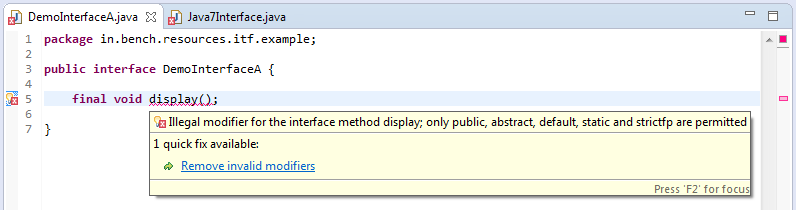 DemoInterfaceA.java Java7Interface.java
1 package in.bench.resources.itf.example;
2
3 public interface DemoInterfaceA {
4
5 final void display();
6
7 }
Illegal modifier for the interface method display; only public, abstract, default, static and strictfp are permitted
1 quick fix available:
Remove invalid modifiers
Press 'F2' for focus